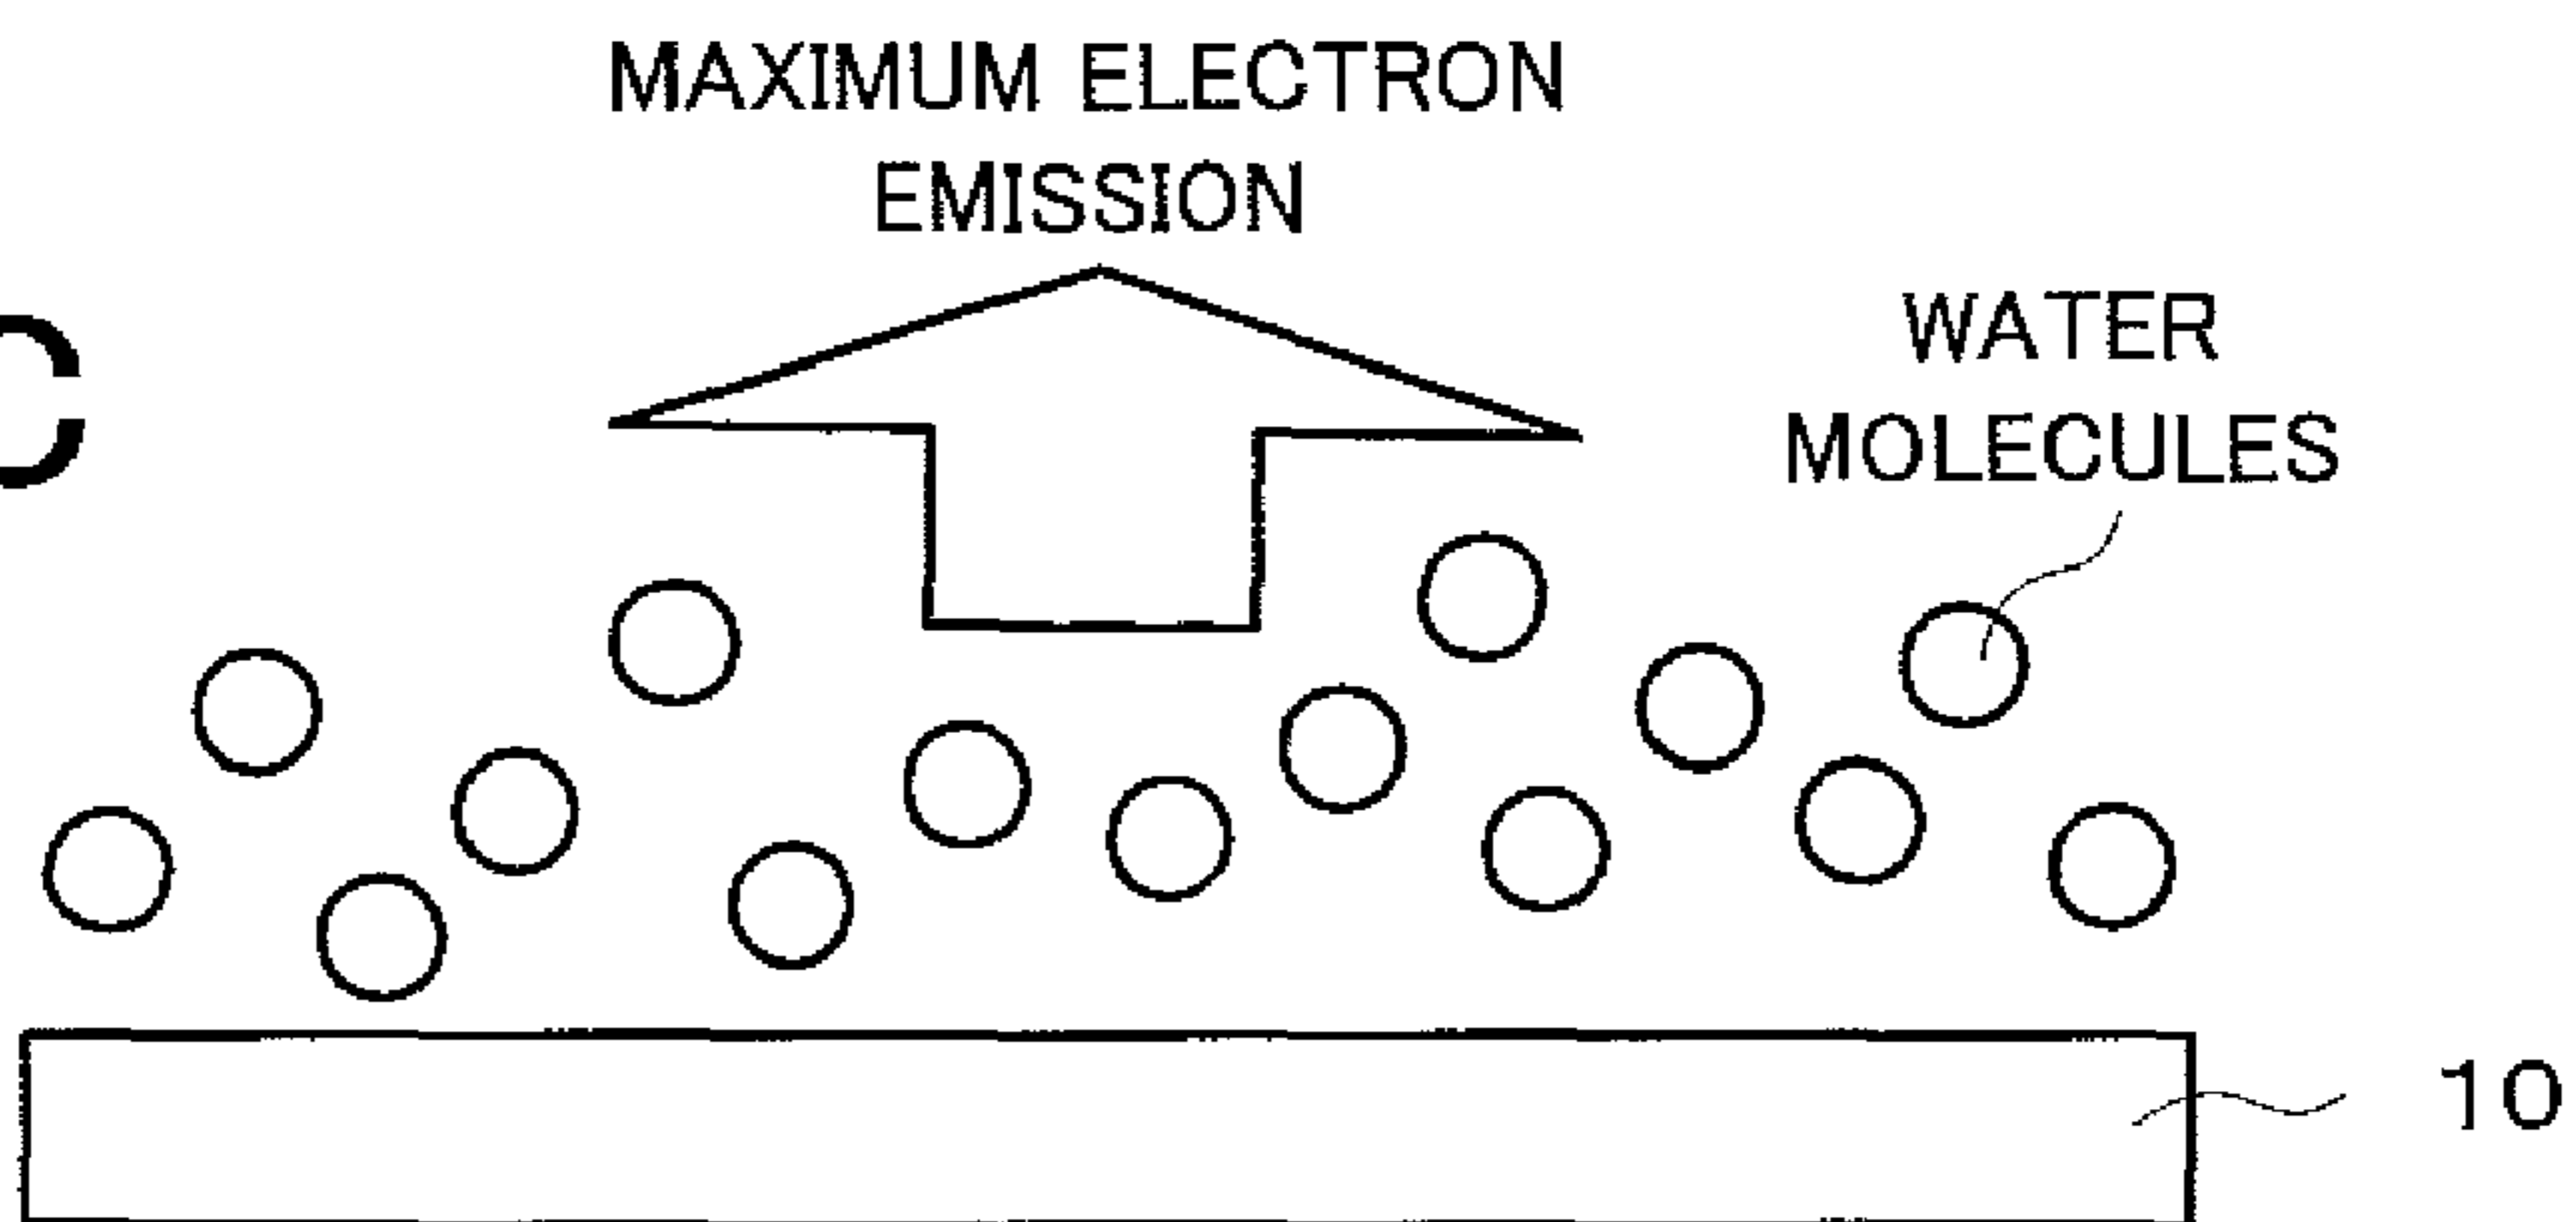 MAXIMUM ELECTRON
EMISSION
C
WATER
MOLECULES
10